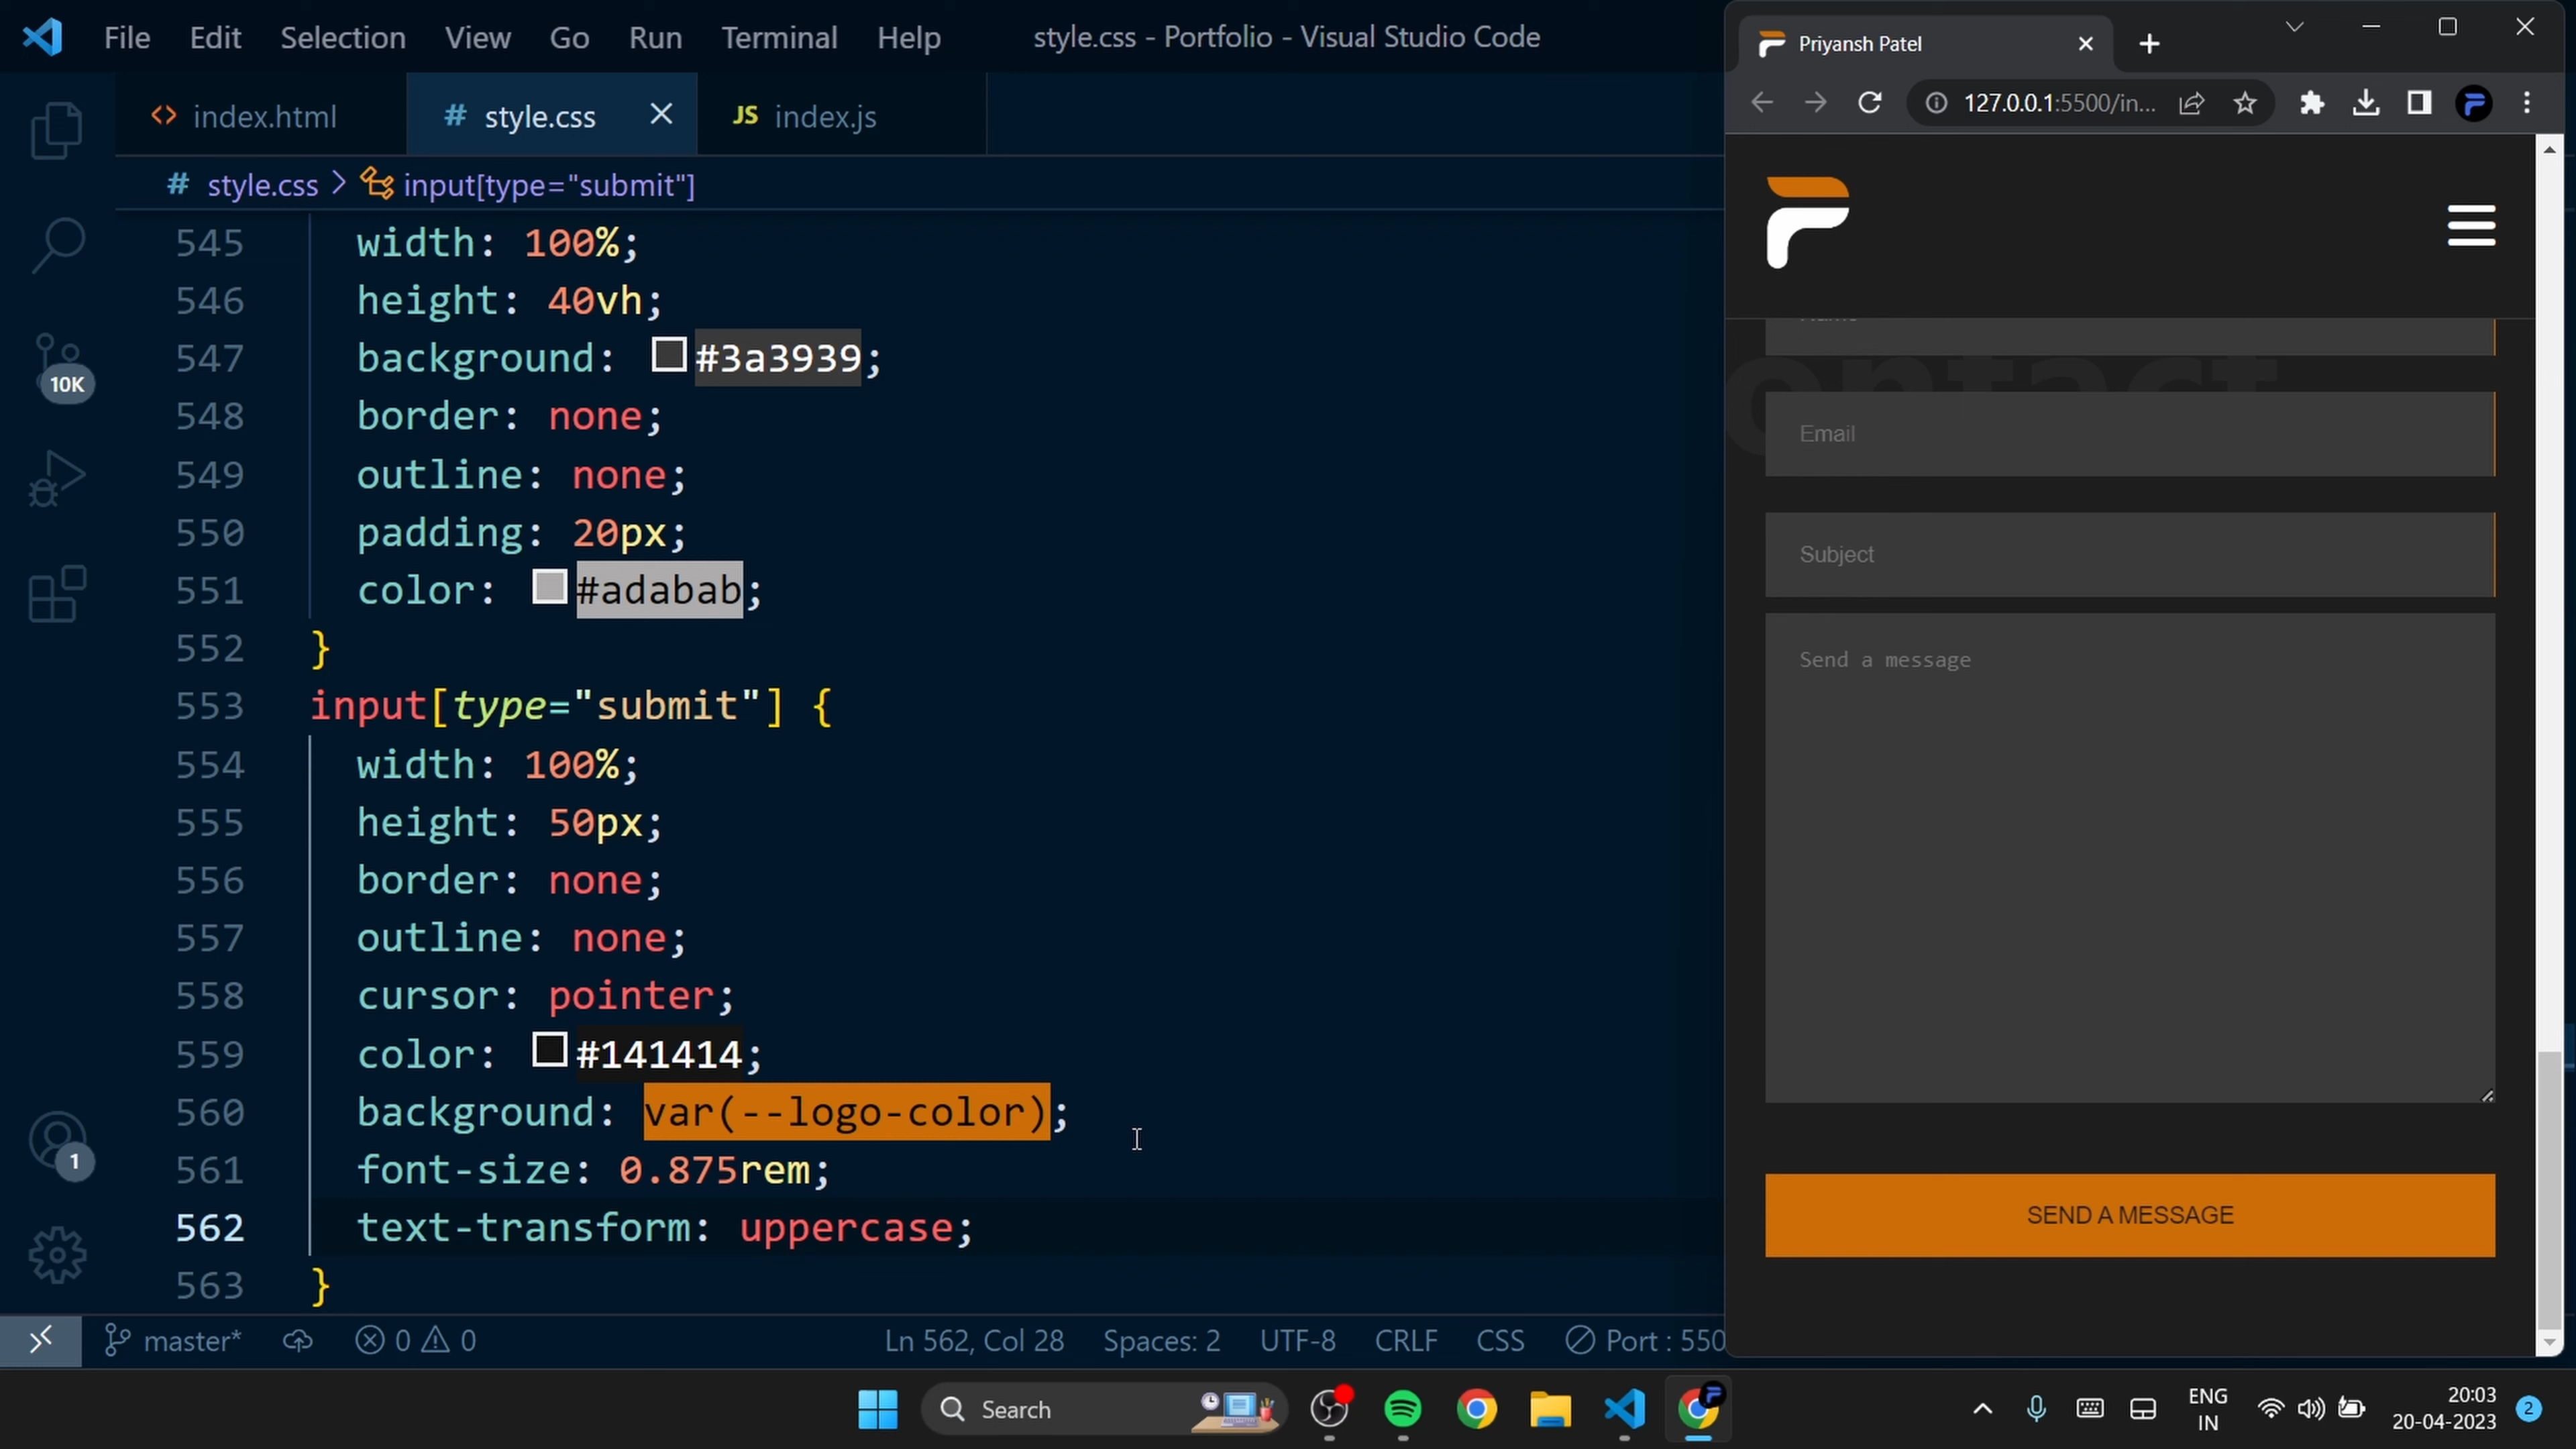 File Edit Selection View Go Run Terminal Help
style.css - Portfolio - Visual Studio Code
index.html
# style.css
JS index.js
# style.css > input[type="submit"]
545 width: 100%;
546 height: 40vh;
547 background: #3a3939;
548 border: none;
549 outline: none;
550 padding: 20px;
551 color: #adabab;
552 }
553 input[type="submit"] {
554 width: 100%;
555 height: 50px;
556 border: none;
557 outline: none;
558 cursor: pointer;
559 color: #141414;
560 background: var(--logo-color);
561 font-size: 0.875rem;
562 text-transform: uppercase;
563 }
10K
1
master* 0 0 Ln 562, Col 28 Spaces: 2 UTF-8 CRLF CSS Port : 550
Priyansh Patel
127.0.0.1:5500/in...
Email
Subject
Send a message
SEND A MESSAGE
Search
ENG
IN
20:03
20-04-2023
2